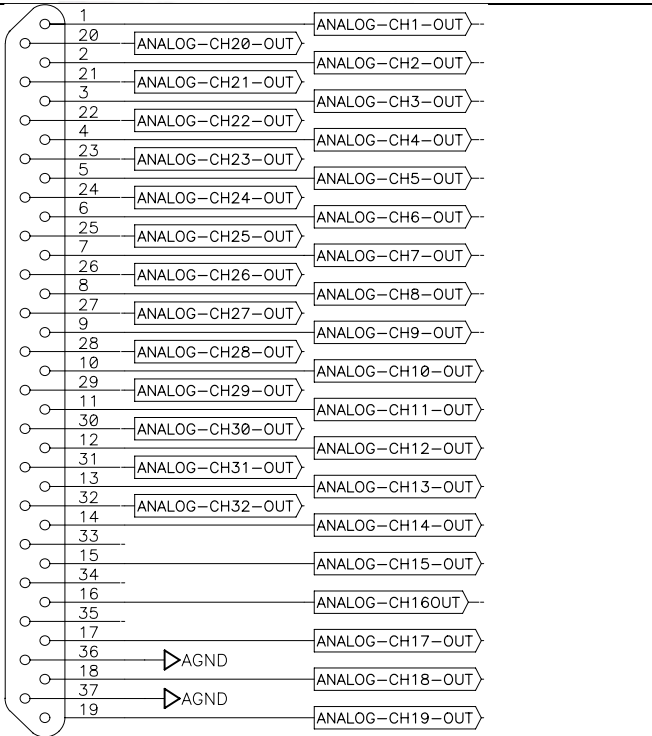 1 ANALOG-CH1-OUT
20 ANALOG-CH20-OUT
2 ANALOG-CH2-OUT
21 ANALOG-CH21-OUT
3 ANALOG-CH3-OUT
22 ANALOG-CH22-OUT
4 ANALOG-CH4-OUT
23 ANALOG-CH23-OUT
5 ANALOG-CH5-OUT
24 ANALOG-CH24-OUT
6 ANALOG-CH6-OUT
25 ANALOG-CH25-OUT
7 ANALOG-CH7-OUT
26 ANALOG-CH26-OUT
8 ANALOG-CH8-OUT
27 ANALOG-CH27-OUT
9 ANALOG-CH9-OUT
28 ANALOG-CH28-OUT
10 ANALOG-CH10-OUT
29 ANALOG-CH29-OUT
11 ANALOG-CH11-OUT
30 ANALOG-CH30-OUT
12 ANALOG-CH12-OUT
31 ANALOG-CH31-OUT
13 ANALOG-CH13-OUT
32 ANALOG-CH32-OUT
14 ANALOG-CH14-OUT
33
15 ANALOG-CH15-OUT
34
16 ANALOG-CH16OUT
35
17 ANALOG-CH17-OUT
36 AGND
18 ANALOG-CH18-OUT
37 AGND
19 ANALOG-CH19-OUT